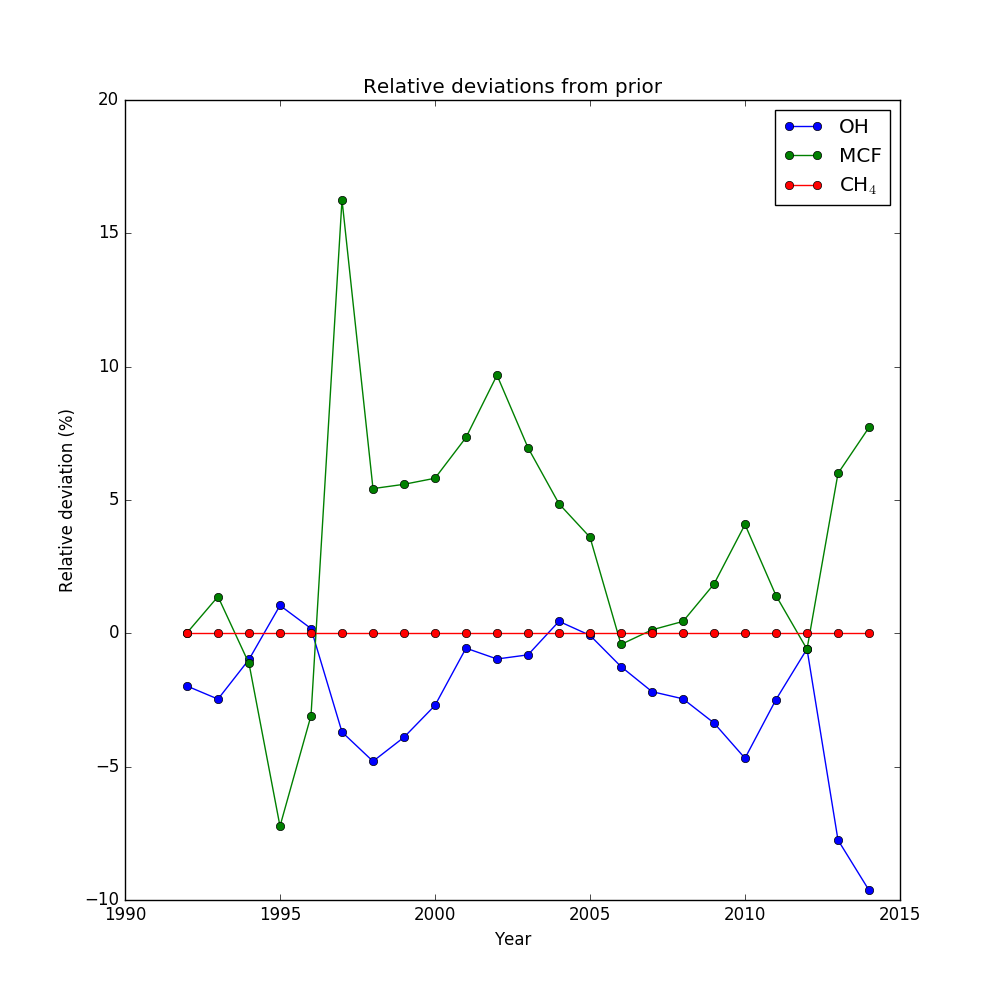 Relative deviations from prior
OH
MCF
CH₄
20
15
10
5
0
−5
−10
Relative deviation (%)
1990 1995 2000 2005 2010 2015
Year